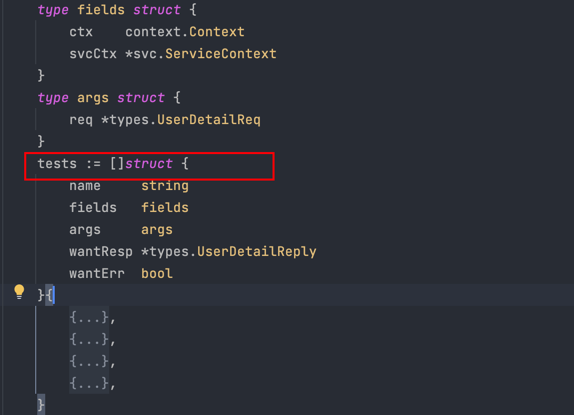 type fields struct {
    ctx    context.Context
    svcCtx *svc.ServiceContext
}
type args struct {
    req *types.UserDetailReq
}
tests := []struct {
    name     string
    fields   fields
    args     args
    wantResp *types.UserDetailReply
    wantErr  bool
}{
    {...},
    {...},
    {...},
    {...},
}